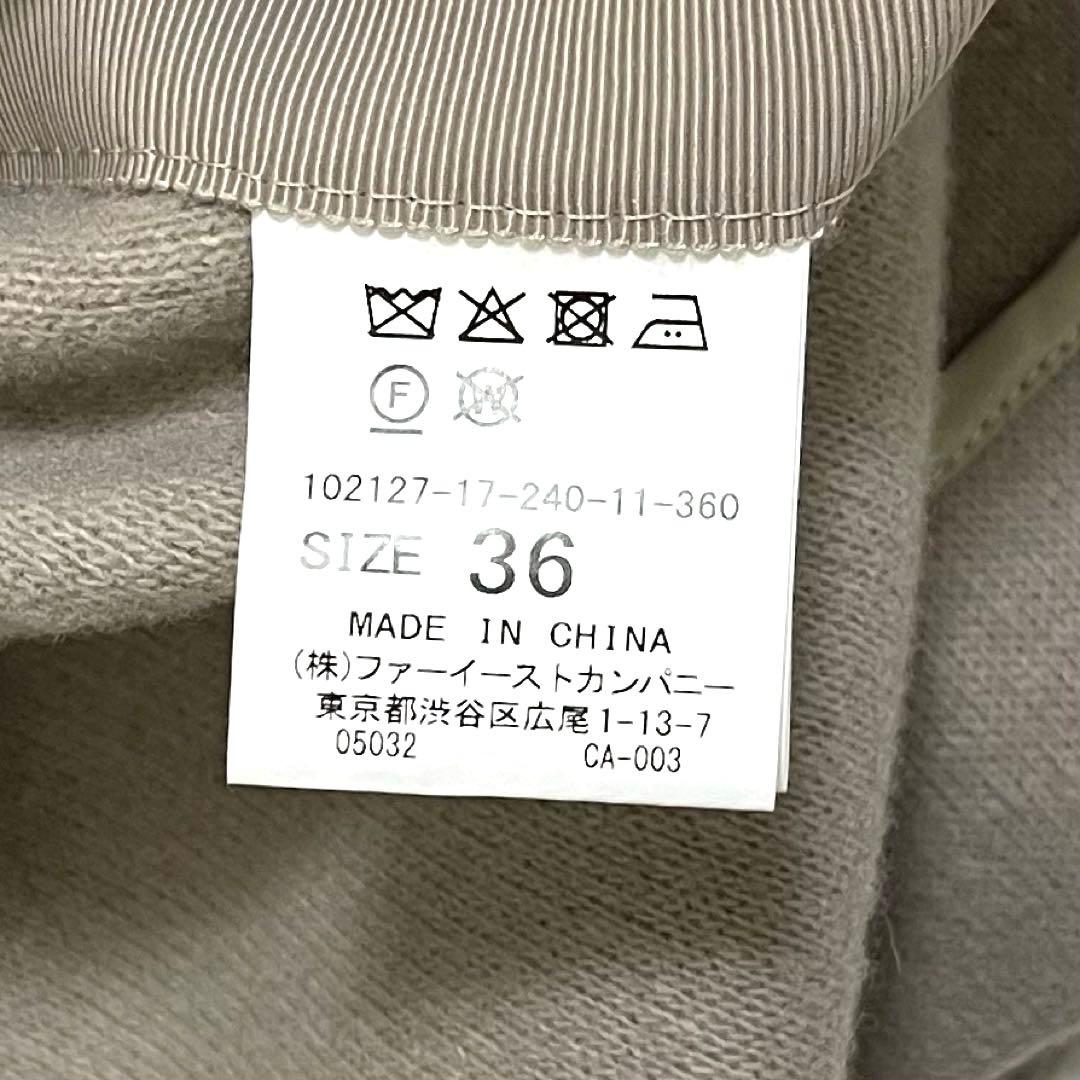 F W
102127-17-240-11-360
SIZE 36
MADE IN CHINA
(株)ファーイーストカンパニー
東京都渋谷区広尾1-13-7
05032 CA-003